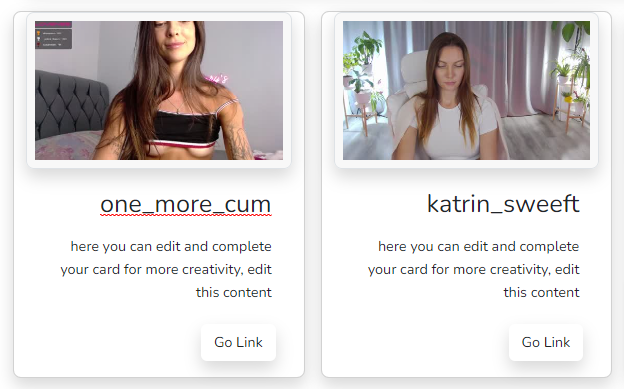 one_more_cum
here you can edit and complete
your card for more creativity, edit
this content
Go Link
katrin_sweeft
here you can edit and complete
your card for more creativity, edit
this content
Go Link